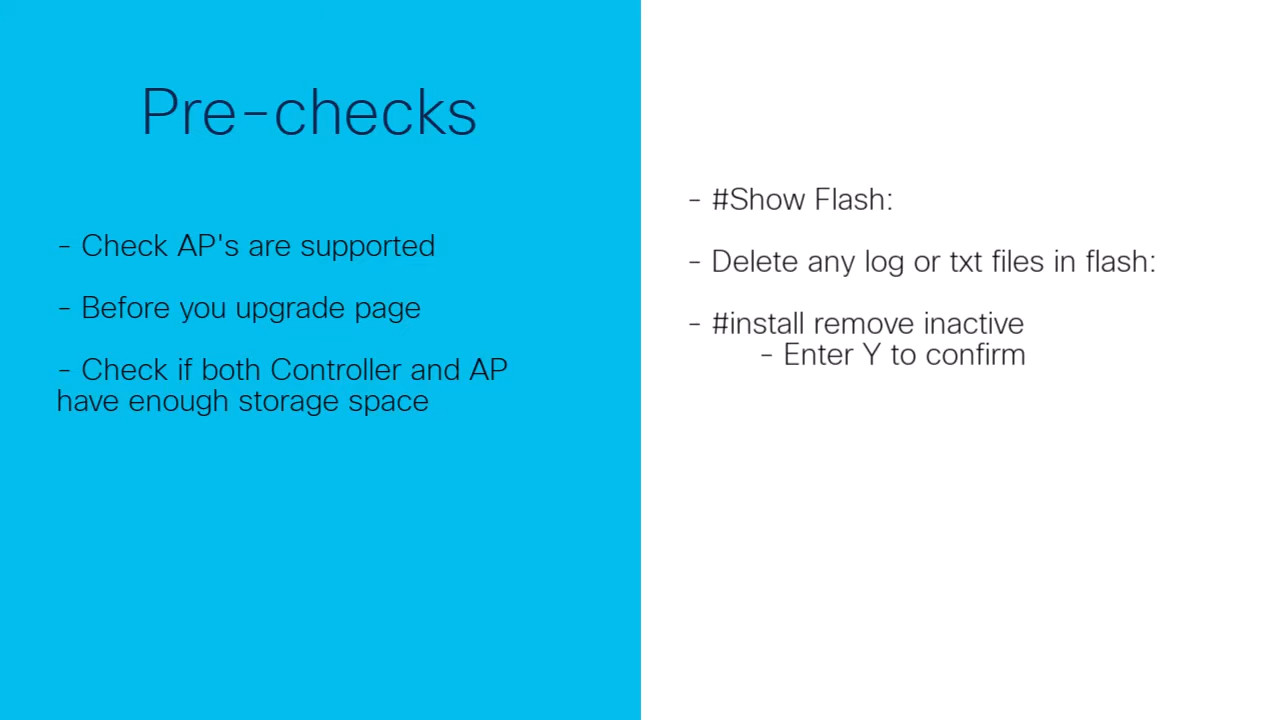 Pre-checks
- Check AP's are supported
- Before you upgrade page
- Check if both Controller and AP
have enough storage space
- #Show Flash:
- Delete any log or txt files in flash:
- #install remove inactive
- Enter Y to confirm